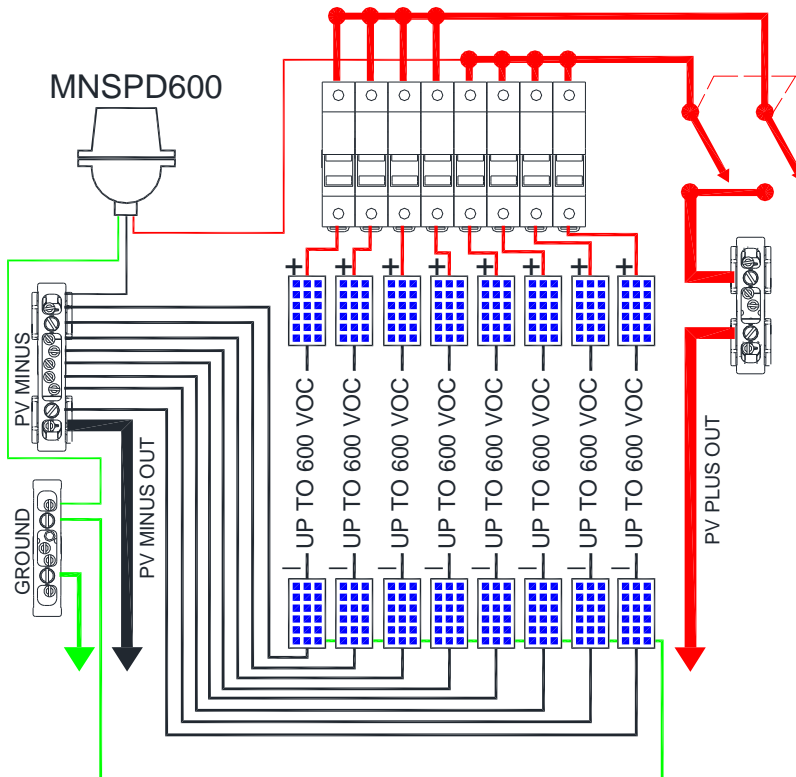 MNSPD600
+ + + + + + + +
PV MINUS
UP TO 600 VOC
UP TO 600 VOC
UP TO 600 VOC
UP TO 600 VOC
UP TO 600 VOC
UP TO 600 VOC
UP TO 600 VOC
UP TO 600 VOC
PV MINUS OUT
PV PLUS OUT
GROUND
− − − − − − − −